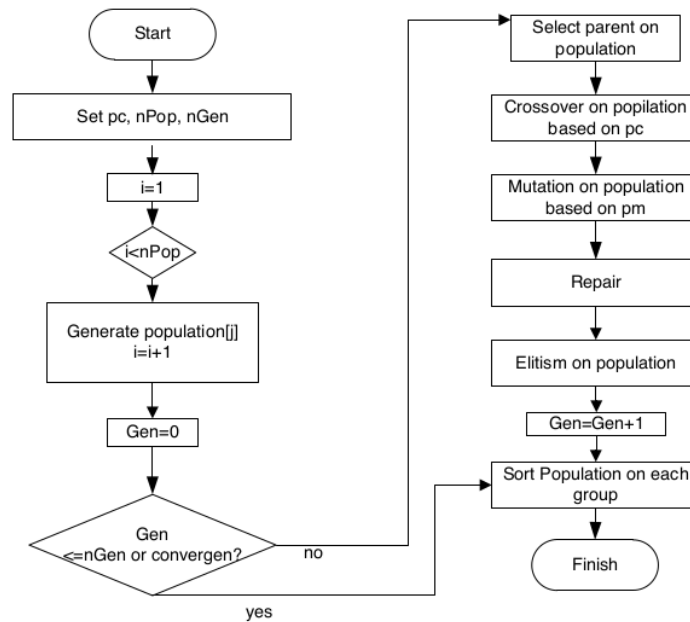 Start
Set pc, nPop, nGen
i=1
i<nPop
Generate population[j]
i=i+1
Gen=0
Gen
<=nGen or convergen?
no
yes
Select parent on
population
Crossover on popilation
based on pc
Mutation on population
based on pm
Repair
Elitism on population
Gen=Gen+1
Sort Population on each
group
Finish